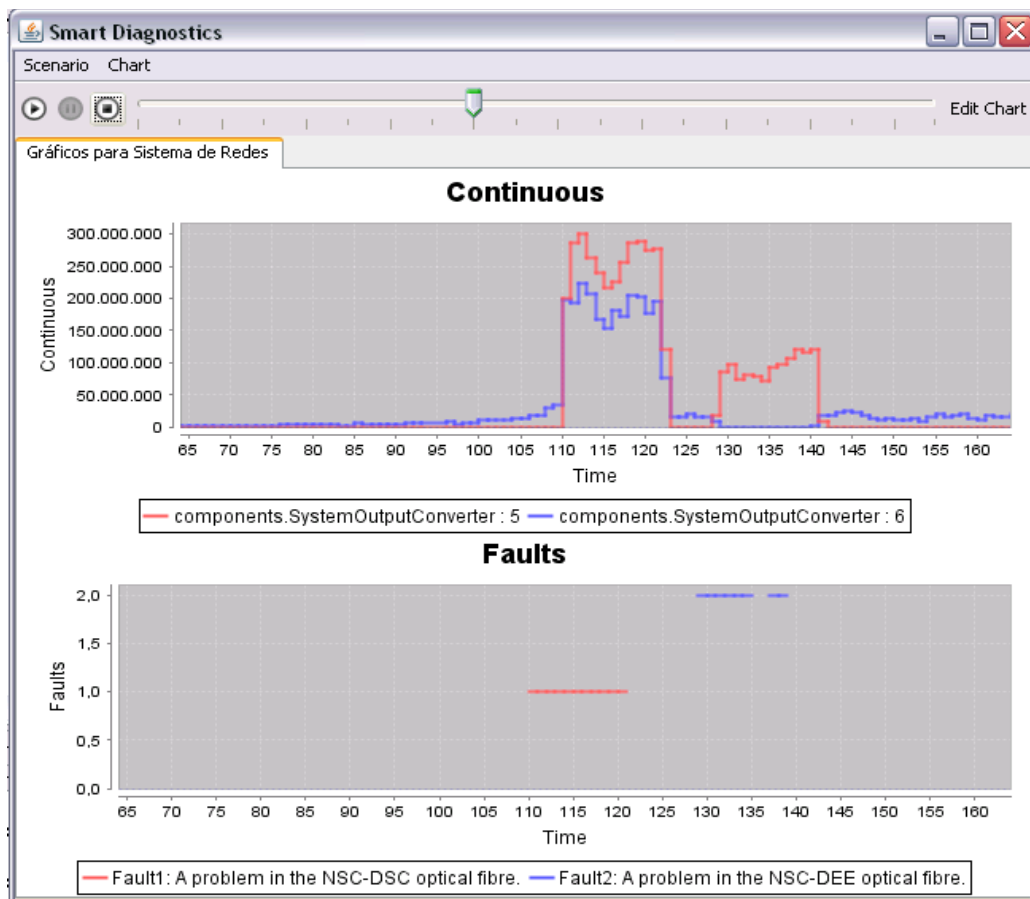 Smart Diagnostics
Scenario Chart
Edit Chart
Gráficos para Sistema de Redes
Continuous
300.000.000
250.000.000
200.000.000
150.000.000
100.000.000
50.000.000
0
Continuous
65 70 75 80 85 90 95 100 105 110 115 120 125 130 135 140 145 150 155 160
Time
components.SystemOutputConverter : 5 components.SystemOutputConverter : 6
Faults
2,0
1,5
1,0
0,5
0,0
Faults
65 70 75 80 85 90 95 100 105 110 115 120 125 130 135 140 145 150 155 160
Time
Fault1: A problem in the NSC-DSC optical fibre. Fault2: A problem in the NSC-DEE optical fibre.